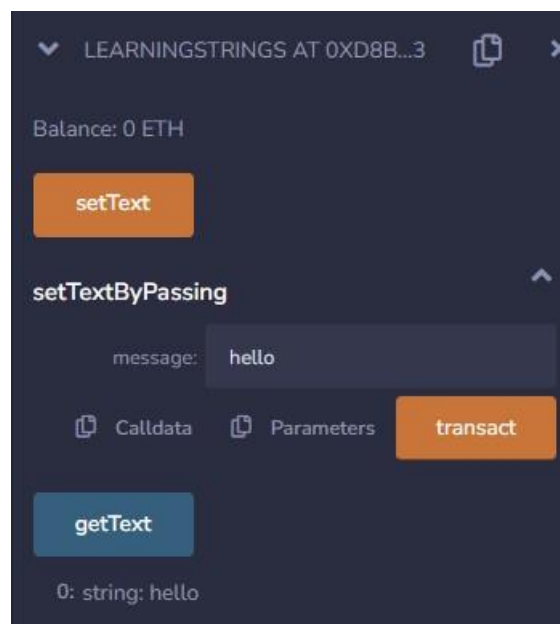 LEARNINGSTRINGS AT 0XD8B...3
Balance: 0 ETH
setText
setTextByPassing
message: hello
Calldata Parameters transact
getText
0: string: hello